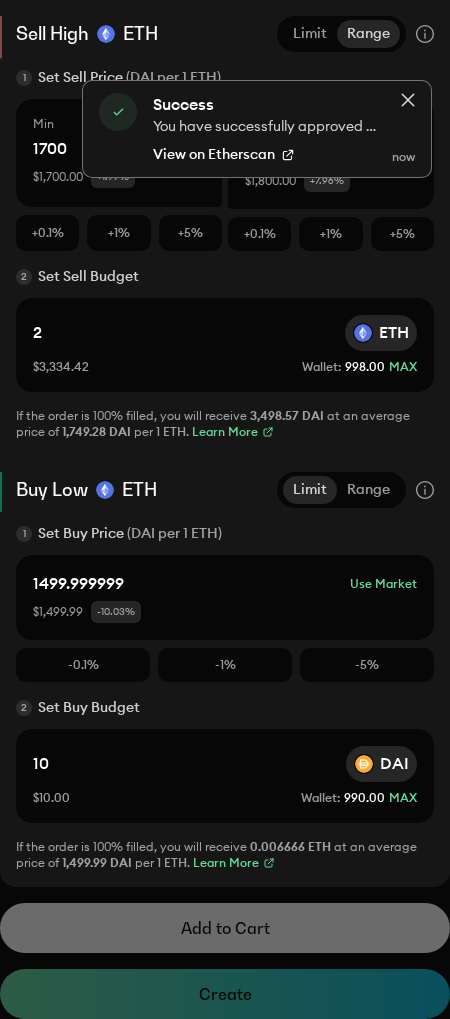 Sell High ETH
Limit Range
1 Set Sell Price (DAI per 1 ETH)
Success
You have successfully approved ...
View on Etherscan
now
Min
1700
$1,700.00
$1,800.00 +7.96%
+0.1% +1% +5% +0.1% +1% +5%
2 Set Sell Budget
2 ETH
$3,334.42 Wallet: 998.00 MAX
If the order is 100% filled, you will receive 3,498.57 DAI at an average
price of 1,749.28 DAI per 1 ETH. Learn More
Buy Low ETH
Limit Range
1 Set Buy Price (DAI per 1 ETH)
1499.999999 Use Market
$1,499.99 -10.03%
-0.1% -1% -5%
2 Set Buy Budget
10 DAI
$10.00 Wallet: 990.00 MAX
If the order is 100% filled, you will receive 0.006666 ETH at an average
price of 1,499.99 DAI per 1 ETH. Learn More
Add to Cart
Create